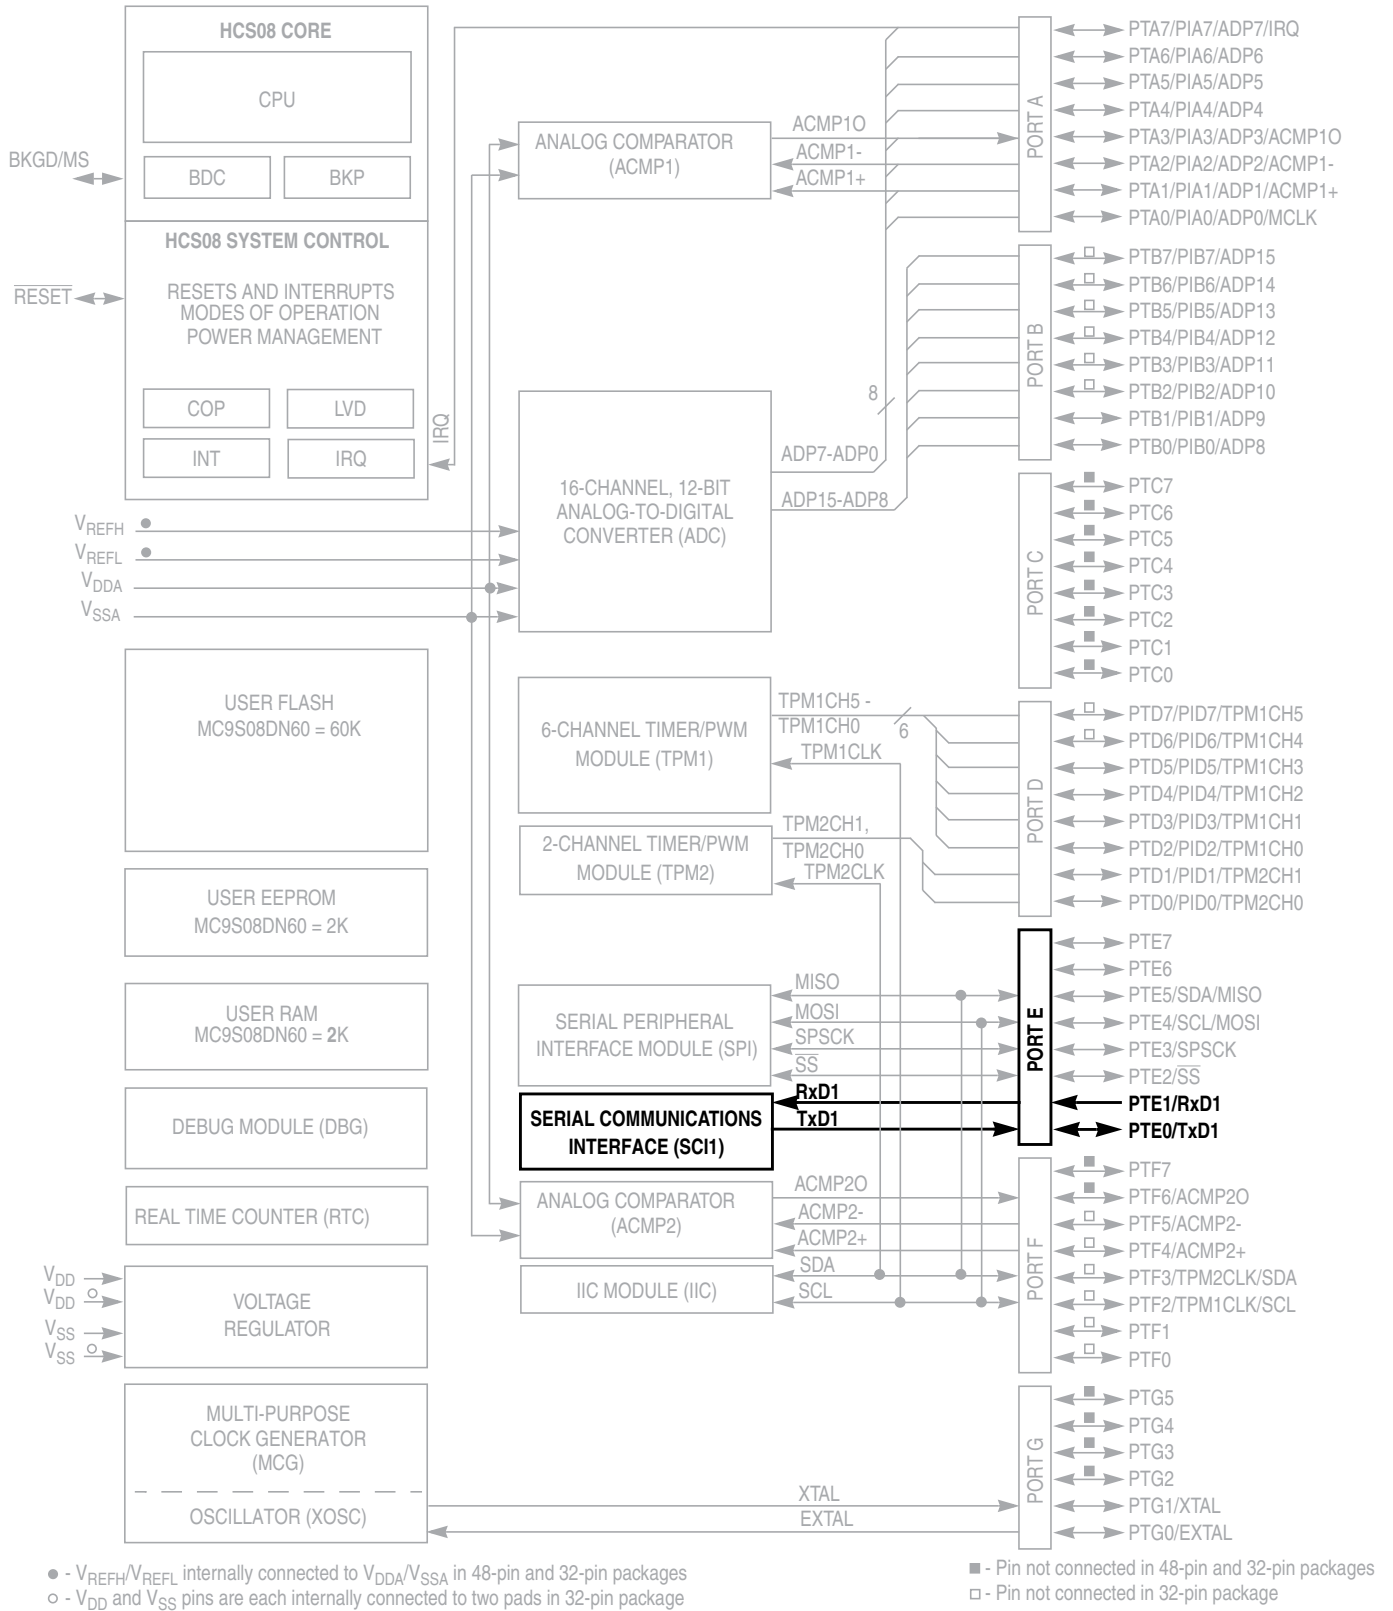 HCS08 CORE
CPU
BDC
BKP
BKGD/MS
HCS08 SYSTEM CONTROL
RESETS AND INTERRUPTS
MODES OF OPERATION
POWER MANAGEMENT
RESET
COP
LVD
INT
IRQ
IRQ
VREFH
VREFL
VDDA
VSSA
USER FLASH
MC9S08DN60 = 60K
USER EEPROM
MC9S08DN60 = 2K
USER RAM
MC9S08DN60 = 2K
DEBUG MODULE (DBG)
REAL TIME COUNTER (RTC)
VDD
VDD
VSS
VSS
VOLTAGE
REGULATOR
MULTI-PURPOSE
CLOCK GENERATOR
(MCG)
OSCILLATOR (XOSC)
ANALOG COMPARATOR
(ACMP1)
ACMP1O
ACMP1-
ACMP1+
16-CHANNEL, 12-BIT
ANALOG-TO-DIGITAL
CONVERTER (ADC)
8
ADP7-ADP0
ADP15-ADP8
6-CHANNEL TIMER/PWM
MODULE (TPM1)
TPM1CH5 -
TPM1CH0
6
TPM1CLK
2-CHANNEL TIMER/PWM
MODULE (TPM2)
TPM2CH1,
TPM2CH0
TPM2CLK
SERIAL PERIPHERAL
INTERFACE MODULE (SPI)
MISO
MOSI
SPSCK
SS
SERIAL COMMUNICATIONS
INTERFACE (SCI1)
RxD1
TxD1
ANALOG COMPARATOR
(ACMP2)
ACMP2O
ACMP2-
ACMP2+
IIC MODULE (IIC)
SDA
SCL
XTAL
EXTAL
PORT A
PTA7/PIA7/ADP7/IRQ
PTA6/PIA6/ADP6
PTA5/PIA5/ADP5
PTA4/PIA4/ADP4
PTA3/PIA3/ADP3/ACMP1O
PTA2/PIA2/ADP2/ACMP1-
PTA1/PIA1/ADP1/ACMP1+
PTA0/PIA0/ADP0/MCLK
PORT B
PTB7/PIB7/ADP15
PTB6/PIB6/ADP14
PTB5/PIB5/ADP13
PTB4/PIB4/ADP12
PTB3/PIB3/ADP11
PTB2/PIB2/ADP10
PTB1/PIB1/ADP9
PTB0/PIB0/ADP8
PORT C
PTC7
PTC6
PTC5
PTC4
PTC3
PTC2
PTC1
PTC0
PORT D
PTD7/PID7/TPM1CH5
PTD6/PID6/TPM1CH4
PTD5/PID5/TPM1CH3
PTD4/PID4/TPM1CH2
PTD3/PID3/TPM1CH1
PTD2/PID2/TPM1CH0
PTD1/PID1/TPM2CH1
PTD0/PID0/TPM2CH0
PORT E
PTE7
PTE6
PTE5/SDA/MISO
PTE4/SCL/MOSI
PTE3/SPSCK
PTE2/SS
PTE1/RxD1
PTE0/TxD1
PORT F
PTF7
PTF6/ACMP2O
PTF5/ACMP2-
PTF4/ACMP2+
PTF3/TPM2CLK/SDA
PTF2/TPM1CLK/SCL
PTF1
PTF0
PORT G
PTG5
PTG4
PTG3
PTG2
PTG1/XTAL
PTG0/EXTAL
● - VREFH/VREFL internally connected to VDDA/VSSA in 48-pin and 32-pin packages
○ - VDD and VSS pins are each internally connected to two pads in 32-pin package
■ - Pin not connected in 48-pin and 32-pin packages
□ - Pin not connected in 32-pin package